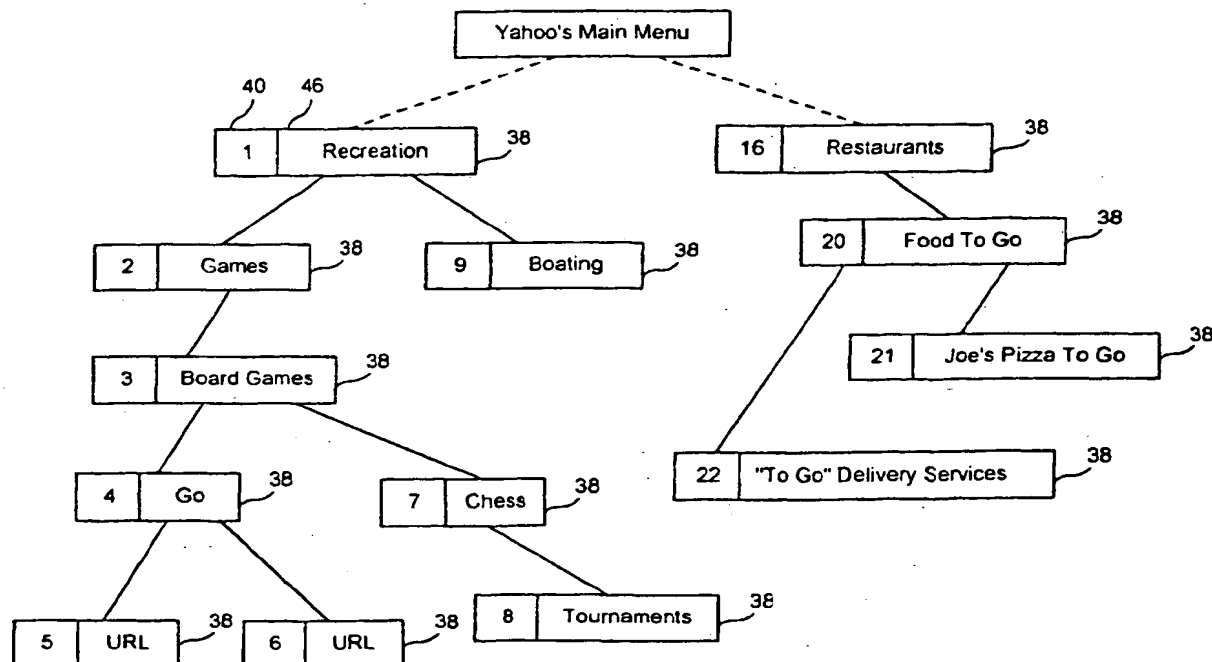 Yahoo's Main Menu
40 46
1 Recreation 38
16 Restaurants 38
2 Games 38
9 Boating 38
20 Food To Go 38
3 Board Games 38
21 Joe's Pizza To Go 38
4 Go 38
7 Chess 38
22 "To Go" Delivery Services 38
5 URL 38
6 URL 38
8 Tournaments 38